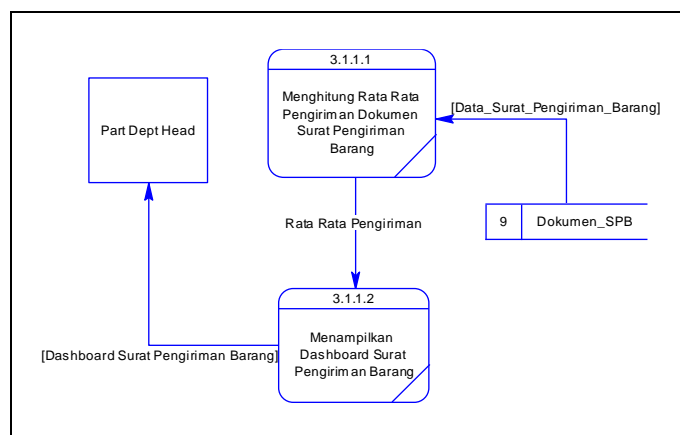 3.1.1.1
Menghitung Rata Rata
Pengiriman Dokumen
Surat Pengiriman
Barang
[Data_Surat_Pengiriman_Barang]
Part Dept Head
9 Dokumen_SPB
Rata Rata Pengiriman
3.1.1.2
Menampilkan
Dashboard Surat
Pengiriman Barang
[Dashboard Surat Pengiriman Barang]